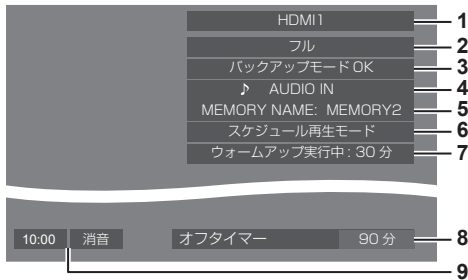 HDMI1 1
フル 2
バックアップモード OK 3
♪ AUDIO IN 4
MEMORY NAME: MEMORY2 5
スケジュール再生モード 6
ウォームアップ実行中 : 30 分 7
10:00 消音 オフタイマー 90 分 8
9